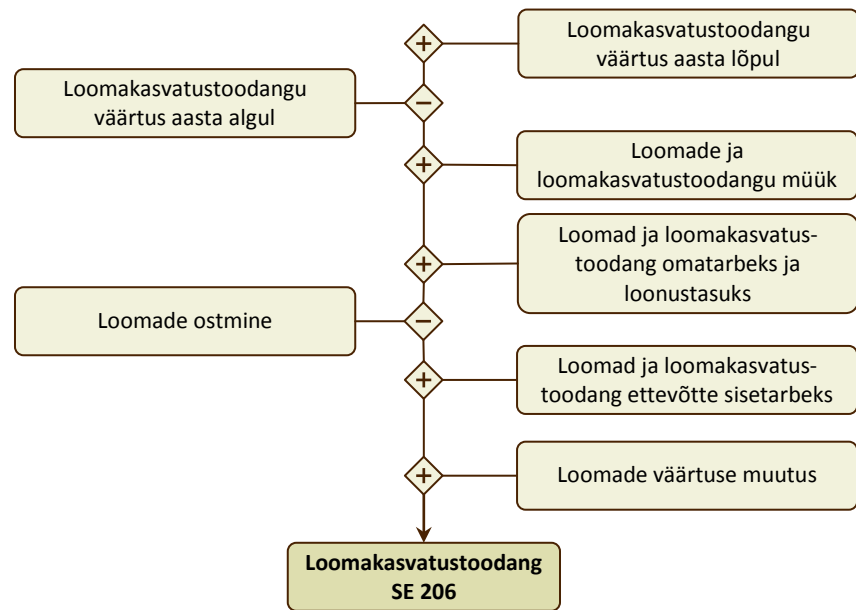 +
Loomakasvatustoodangu
väärtus aasta lõpul
Loomakasvatustoodangu
väärtus aasta algul
−
+
Loomade ja
loomakasvatustoodangu müük
+
Loomad ja loomakasvatus-
toodang omatarbeks ja
loonustasuks
Loomade ostmine
−
+
Loomad ja loomakasvatus-
toodang ettevõtte sisetarbeks
+
Loomade väärtuse muutus
Loomakasvatustoodang
SE 206